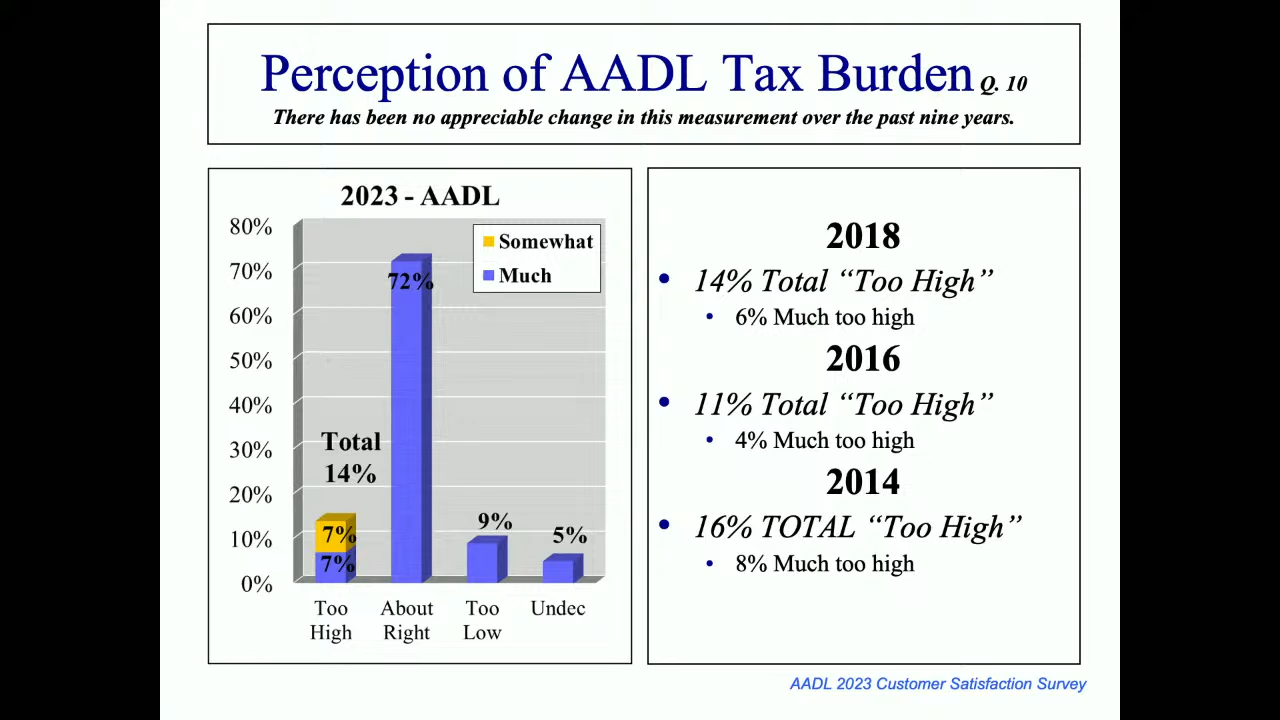 Perception of AADL Tax Burden Q. 10
There has been no appreciable change in this measurement over the past nine years.
2023 - AADL
80%
70%
60%
50%
40%
30%
20%
10%
0%
Somewhat
Much
72%
Total
14%
7%
7%
9%
5%
Too
High
About
Right
Too
Low
Undec
2018
• 14% Total “Too High”
• 6% Much too high
2016
• 11% Total “Too High”
• 4% Much too high
2014
• 16% TOTAL “Too High”
• 8% Much too high
AADL 2023 Customer Satisfaction Survey